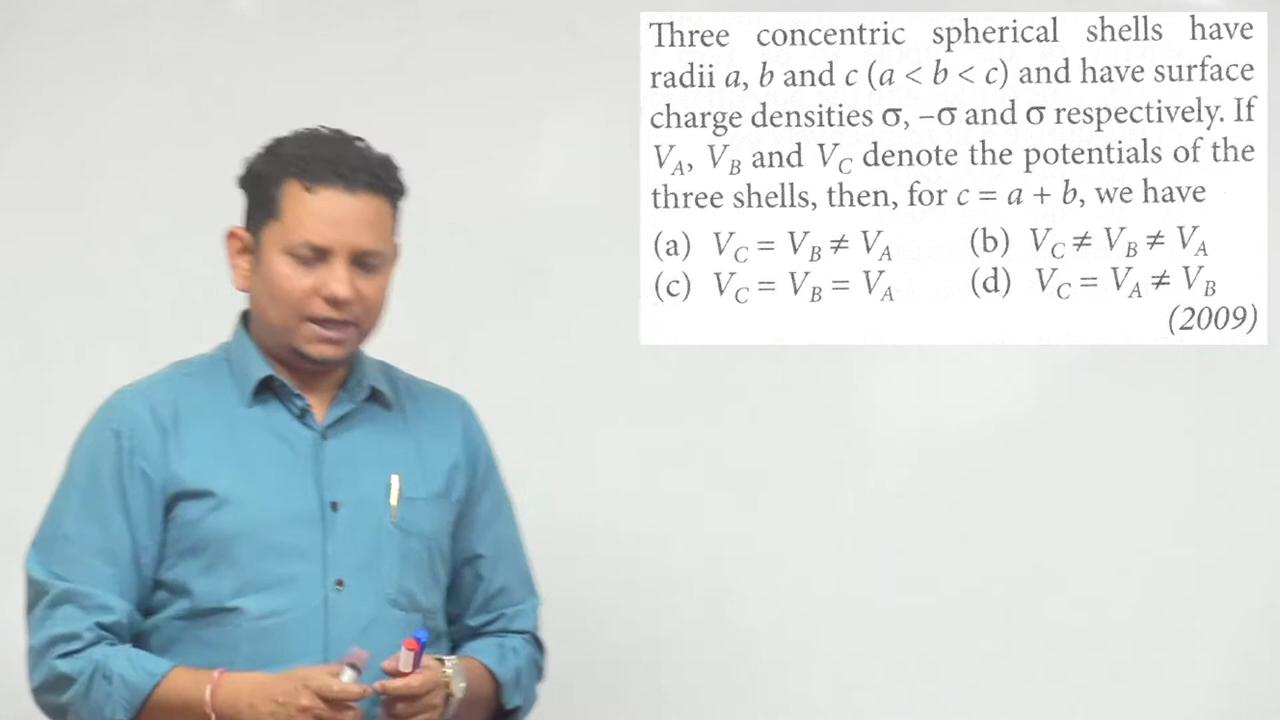 Three concentric spherical shells have
radii a, b and c (a < b < c) and have surface
charge densities σ, –σ and σ respectively. If
V_A, V_B and V_C denote the potentials of the
three shells, then, for c = a + b, we have
(a) V_C = V_B ≠ V_A (b) V_C ≠ V_B ≠ V_A
(c) V_C = V_B = V_A (d) V_C = V_A ≠ V_B
(2009)